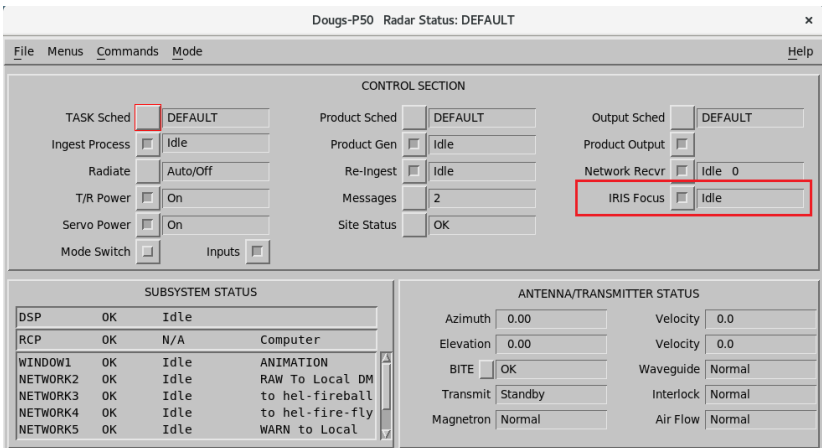 Dougs-P50 Radar Status: DEFAULT x
File Menus Commands Mode Help
CONTROL SECTION
TASK Sched DEFAULT Product Sched DEFAULT Output Sched DEFAULT
Ingest Process Idle Product Gen Idle Product Output
Radiate Auto/Off Re-Ingest Idle Network Recvr Idle 0
T/R Power On Messages 2 IRIS Focus Idle
Servo Power On Site Status OK
Mode Switch Inputs
SUBSYSTEM STATUS
DSP OK Idle
RCP OK N/A Computer
WINDOW1 OK Idle ANIMATION
NETWORK2 OK Idle RAW To Local DM
NETWORK3 OK Idle to hel-fireball
NETWORK4 OK Idle to hel-fire-fly
NETWORK5 OK Idle WARN to Local
ANTENNA/TRANSMITTER STATUS
Azimuth 0.00 Velocity 0.0
Elevation 0.00 Velocity 0.0
BITE OK Waveguide Normal
Transmit Standby Interlock Normal
Magnetron Normal Air Flow Normal